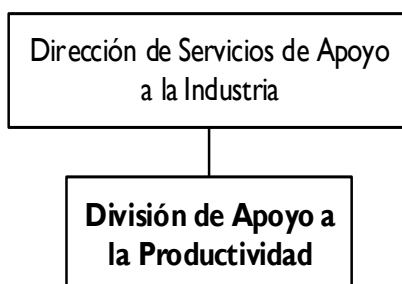 Dirección de Servicios de Apoyo
a la Industria
División de Apoyo a
la Productividad